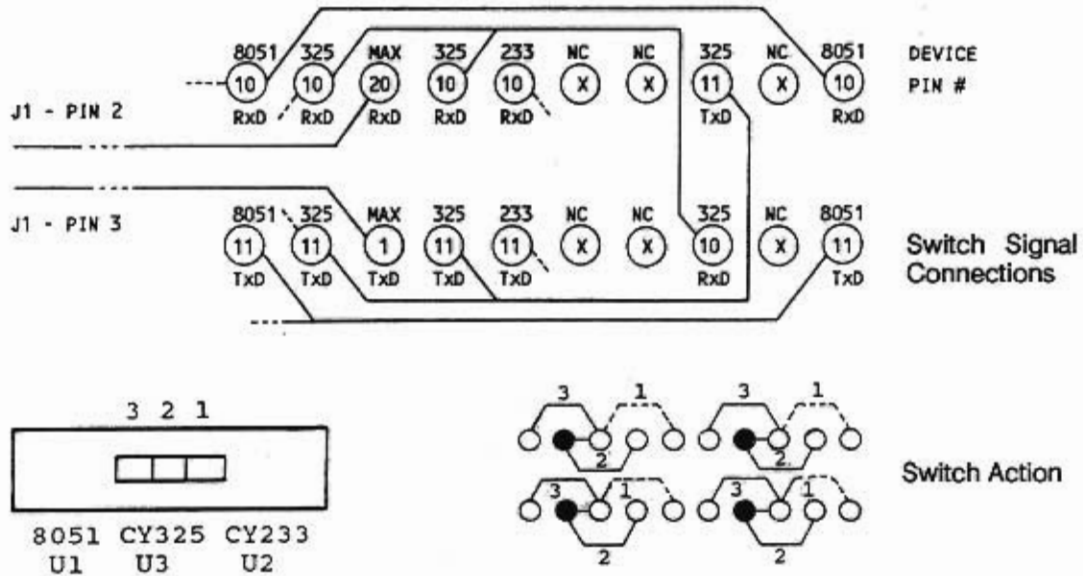 8051 325 MAX 325 233 NC NC 325 NC 8051 DEVICE
10 10 20 10 10 X X 11 X 10 PIN #
J1 - PIN 2 RxD RxD RxD RxD RxD TxD RxD
8051 325 MAX 325 233 NC NC 325 NC 8051
J1 - PIN 3
11 11 1 11 11 X X 10 X 11 Switch Signal
TxD TxD TxD TxD TxD RxD TxD Connections
3 2 1
3 1 3 1
2 2
3 1 3 1
2 2
Switch Action
8051 CY325 CY233
U1 U3 U2